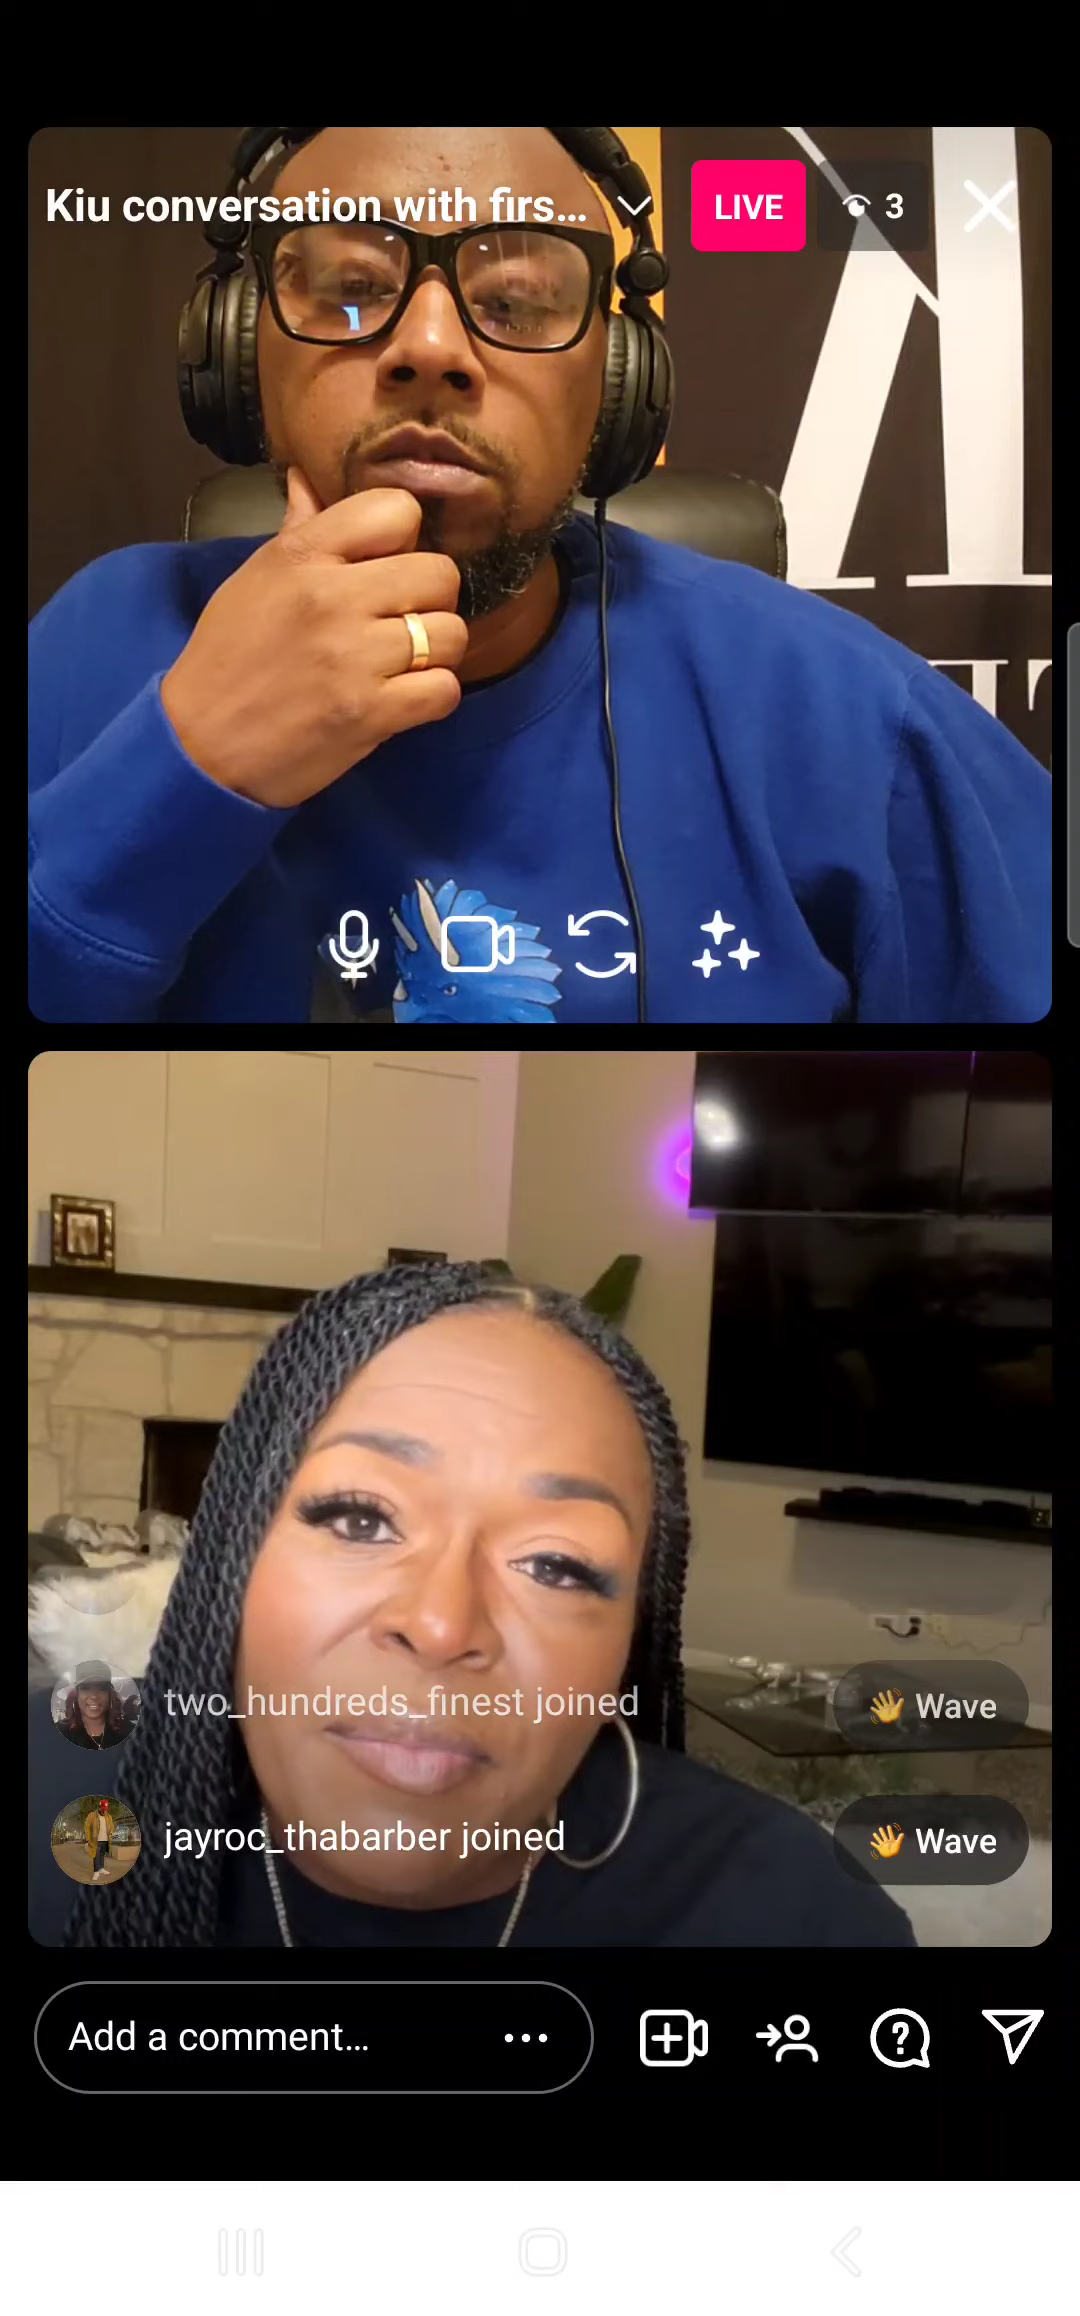 Kiu conversation with firs...
LIVE
3
two_hundreds_finest joined
Wave
jayroc_thabarber joined
Wave
Add a comment...